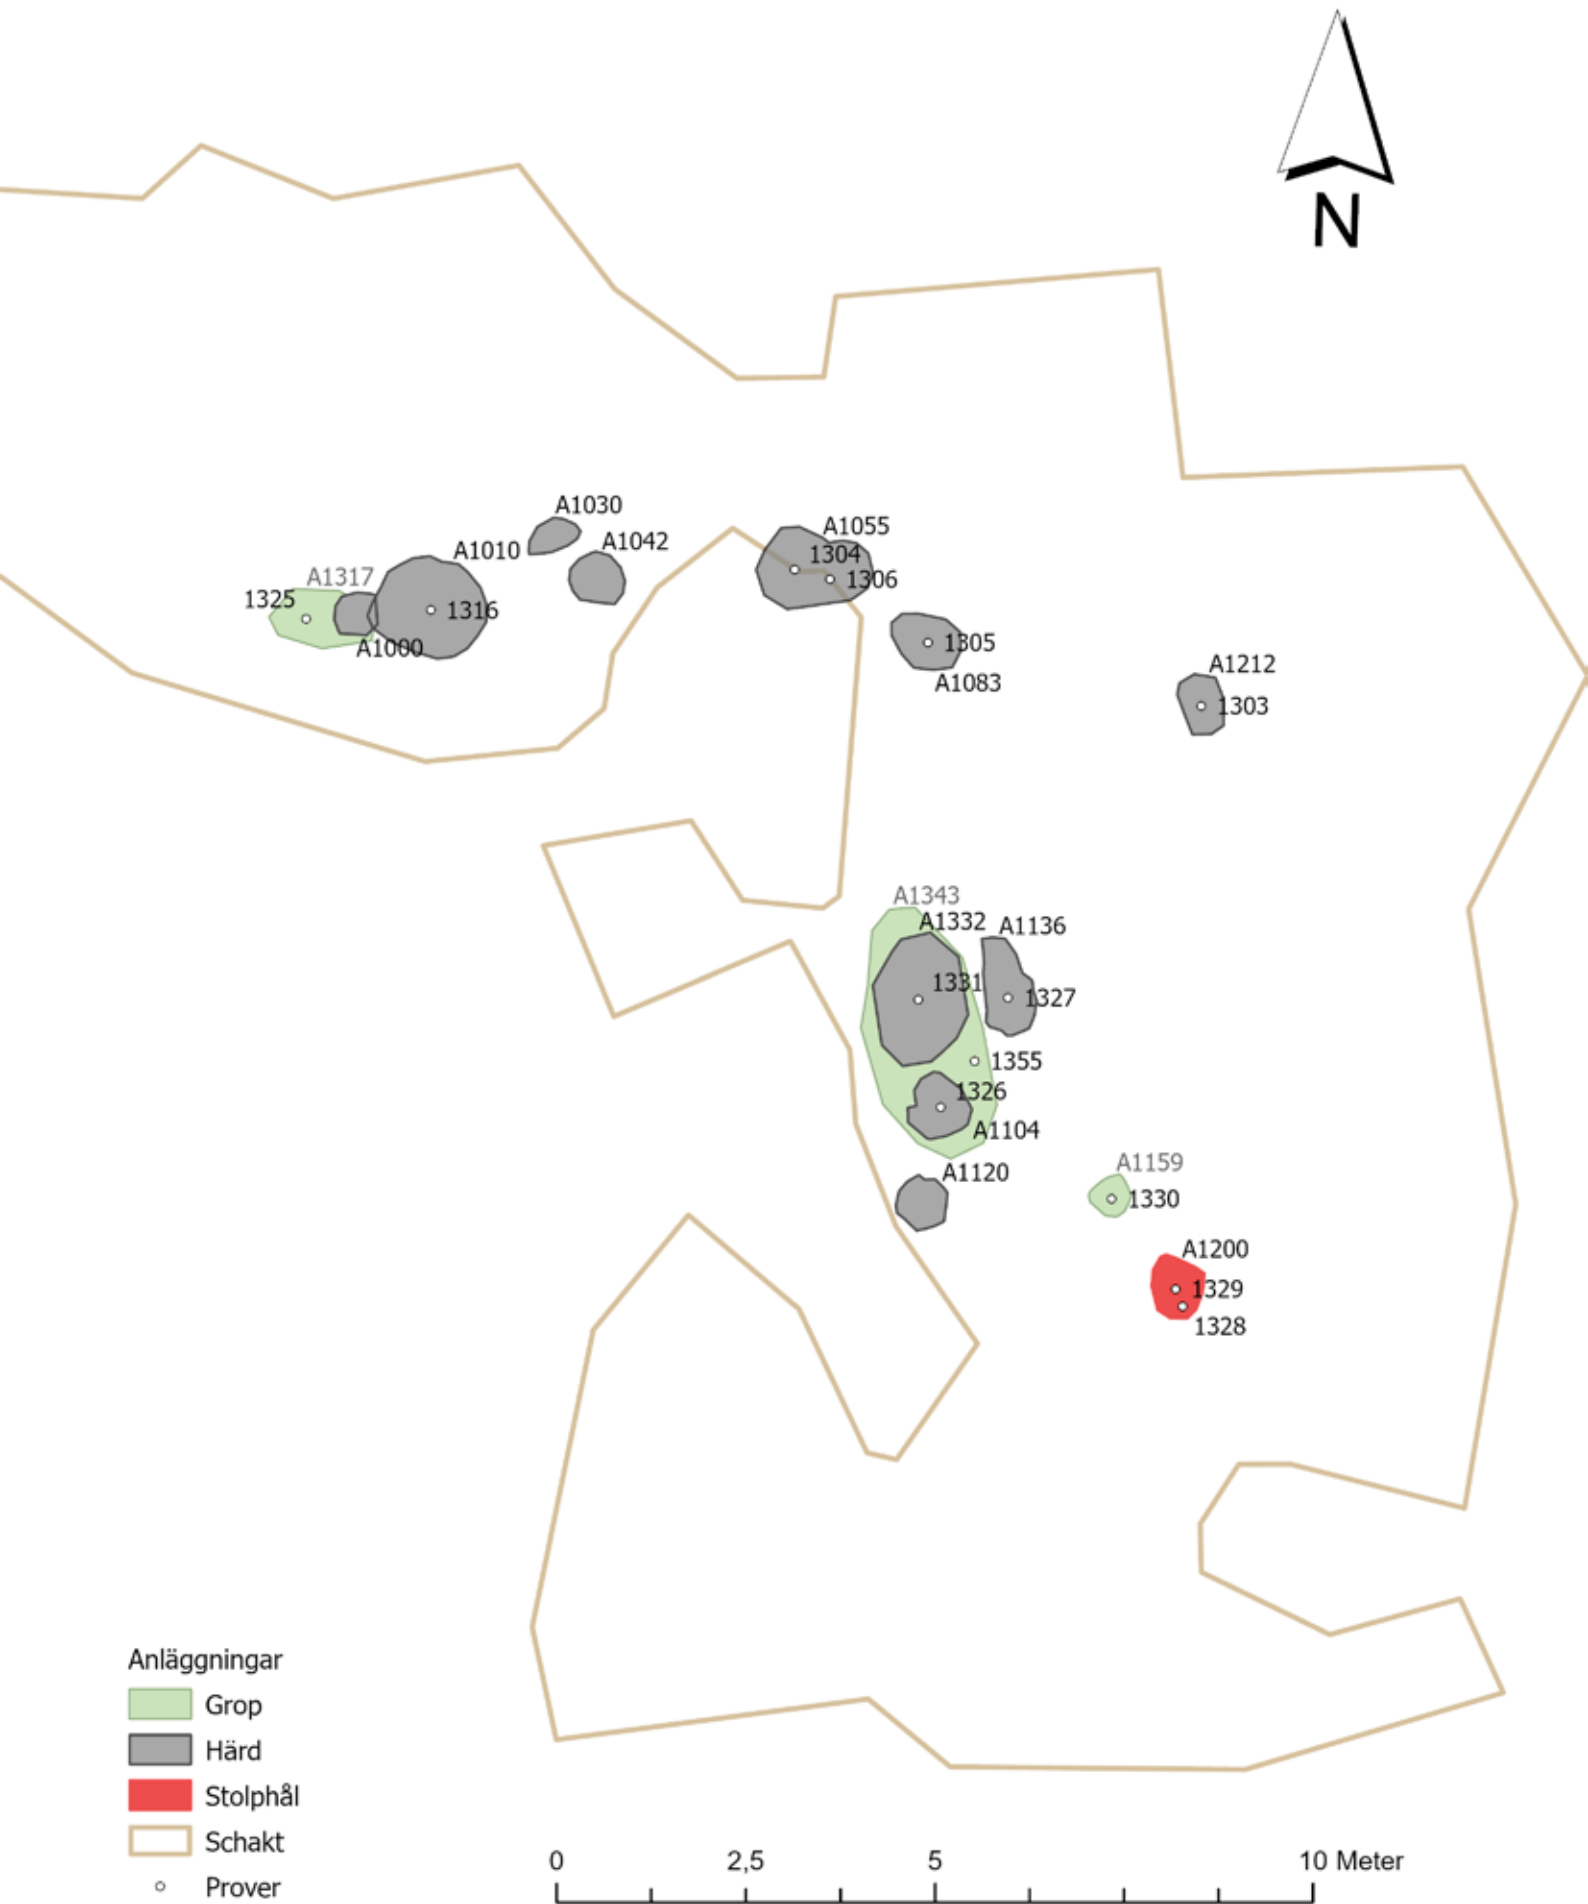 N
A1030
A1055
A1042
A1010
1304
A1317
1306
1325
1316
A1000
1305
A1083
A1212
1303
A1343
A1332
A1136
1331
1327
1355
1326
A1104
A1120
A1159
1330
A1200
1329
1328
Anläggningar
Grop
Härd
Stolphål
Schakt
Prover
0 2,5 5 10 Meter